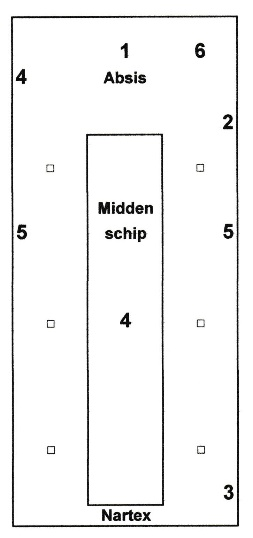 1 6
4 Absis
2
Midden
5 schip 5
4
3
Nartex